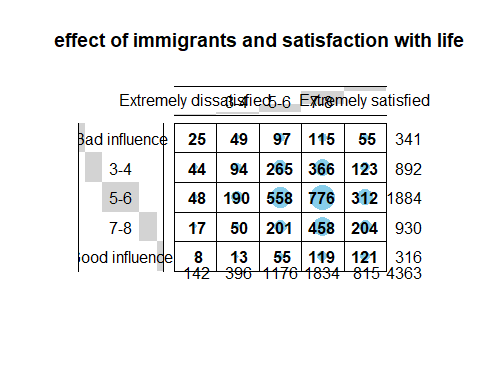 effect of immigrants and satisfaction with life
Extremely dissatisfied 3-4 5-6 7-8 Extremely satisfied
Bad influence 25 49 97 115 55 341
3-4 44 94 265 366 123 892
5-6 48 190 558 776 312 1884
7-8 17 50 201 458 204 930
Good influence 8 13 55 119 121 316
142 396 1176 1834 815 4363